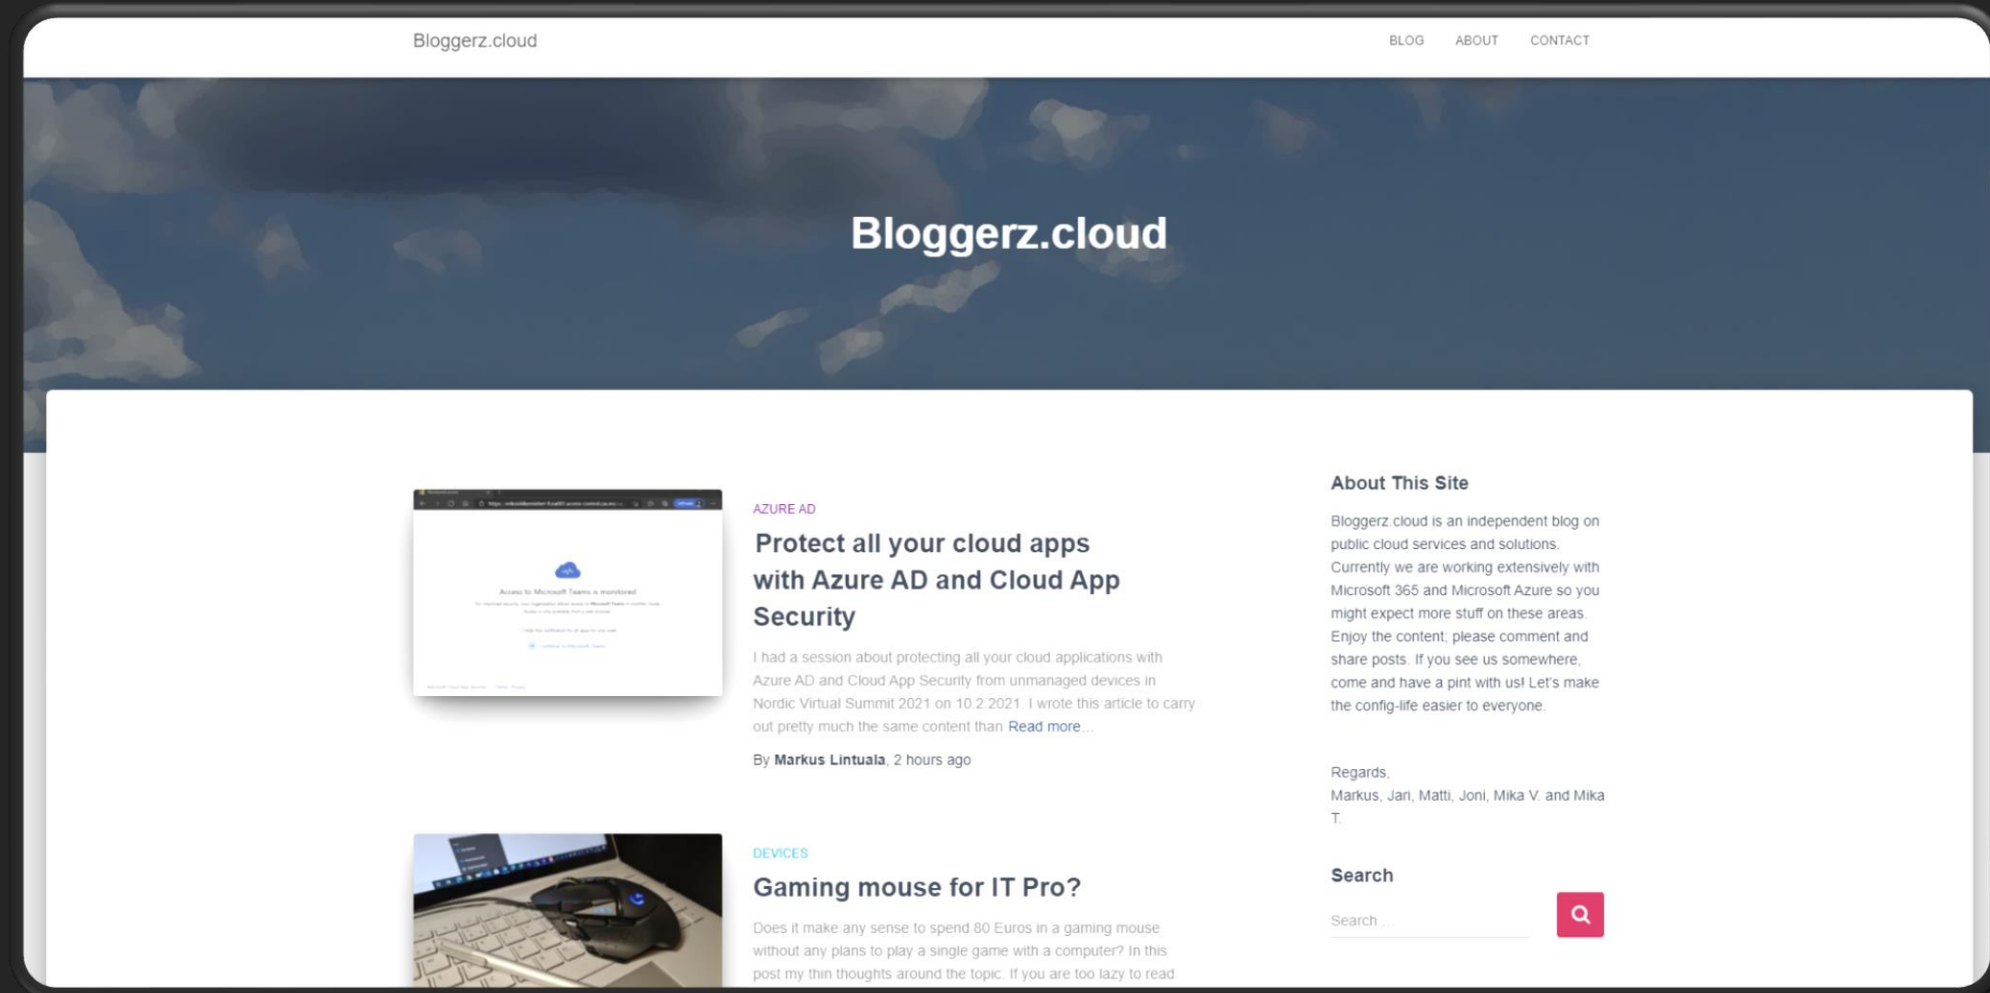 Bloggerz.cloud
BLOG ABOUT CONTACT
Bloggerz.cloud
Access to Microsoft Teams is monitored
AZURE AD
Protect all your cloud apps
with Azure AD and Cloud App
Security
I had a session about protecting all your cloud applications with
Azure AD and Cloud App Security from unmanaged devices in
Nordic Virtual Summit 2021 on 10.2.2021. I wrote this article to carry
out pretty much the same content than Read more…
By Markus Lintuala, 2 hours ago
DEVICES
Gaming mouse for IT Pro?
Does it make any sense to spend 80 Euros in a gaming mouse
without any plans to play a single game with a computer? In this
post my thin thoughts around the topic. If you are too lazy to read
About This Site
Bloggerz.cloud is an independent blog on
public cloud services and solutions.
Currently we are working extensively with
Microsoft 365 and Microsoft Azure so you
might expect more stuff on these areas.
Enjoy the content; please comment and
share posts. If you see us somewhere,
come and have a pint with us! Let's make
the config-life easier to everyone.
Regards,
Markus, Jari, Matti, Joni, Mika V. and Mika
T.
Search
Search …